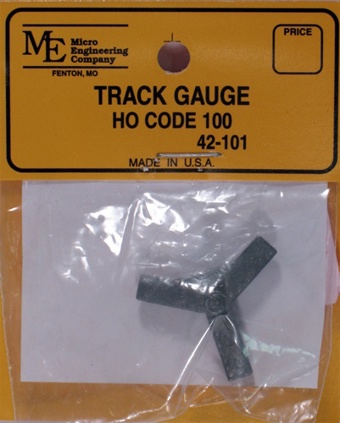 ME Micro
Engineering
Company
FENTON, MO
PRICE
TRACK GAUGE
HO CODE 100
42-101
MADE IN U.S.A.